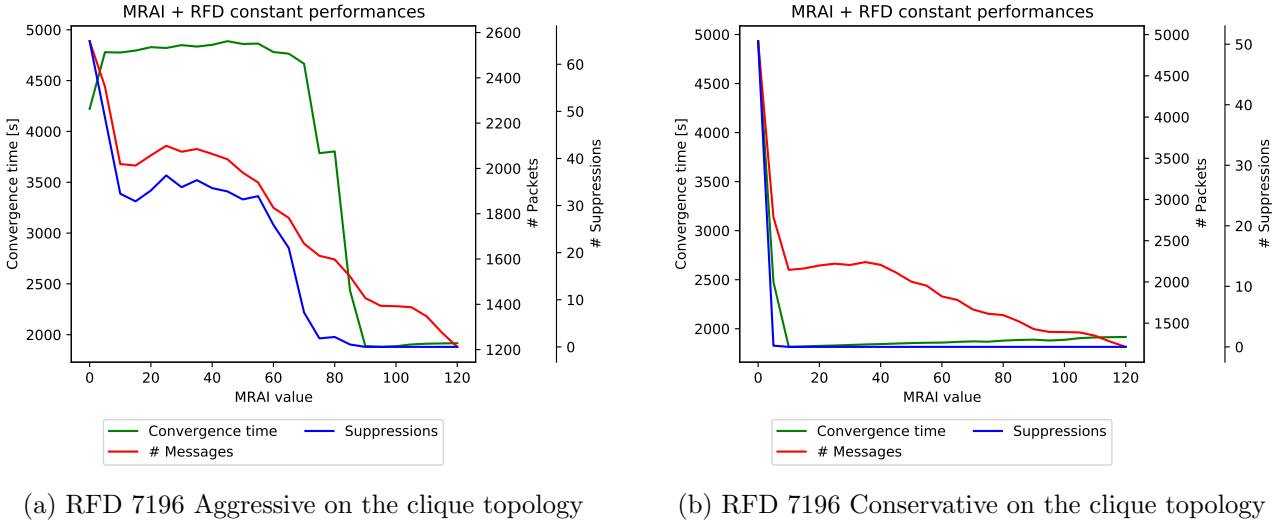 MRAI + RFD constant performances
5000
4500
4000
3500
3000
2500
2000
Convergence time [s]
2600
2400
2200
2000
1800
1600
1400
1200
# Packets
60
50
40
30
20
10
0
# Suppressions
0 20 40 60 80 100 120
MRAI value
Convergence time
# Messages
Suppressions
(a) RFD 7196 Aggressive on the clique topology
MRAI + RFD constant performances
5000
4500
4000
3500
3000
2500
2000
Convergence time [s]
5000
4500
4000
3500
3000
2500
2000
1500
# Packets
50
40
30
20
10
0
# Suppressions
0 20 40 60 80 100 120
MRAI value
Convergence time
# Messages
Suppressions
(b) RFD 7196 Conservative on the clique topology